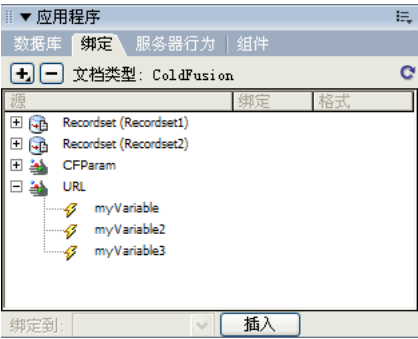 应用程序
数据库 绑定 服务器行为 组件
文档类型: ColdFusion
源 绑定 格式
Recordset (Recordset1)
Recordset (Recordset2)
CFParam
URL
myVariable
myVariable2
myVariable3
绑定到: 插入